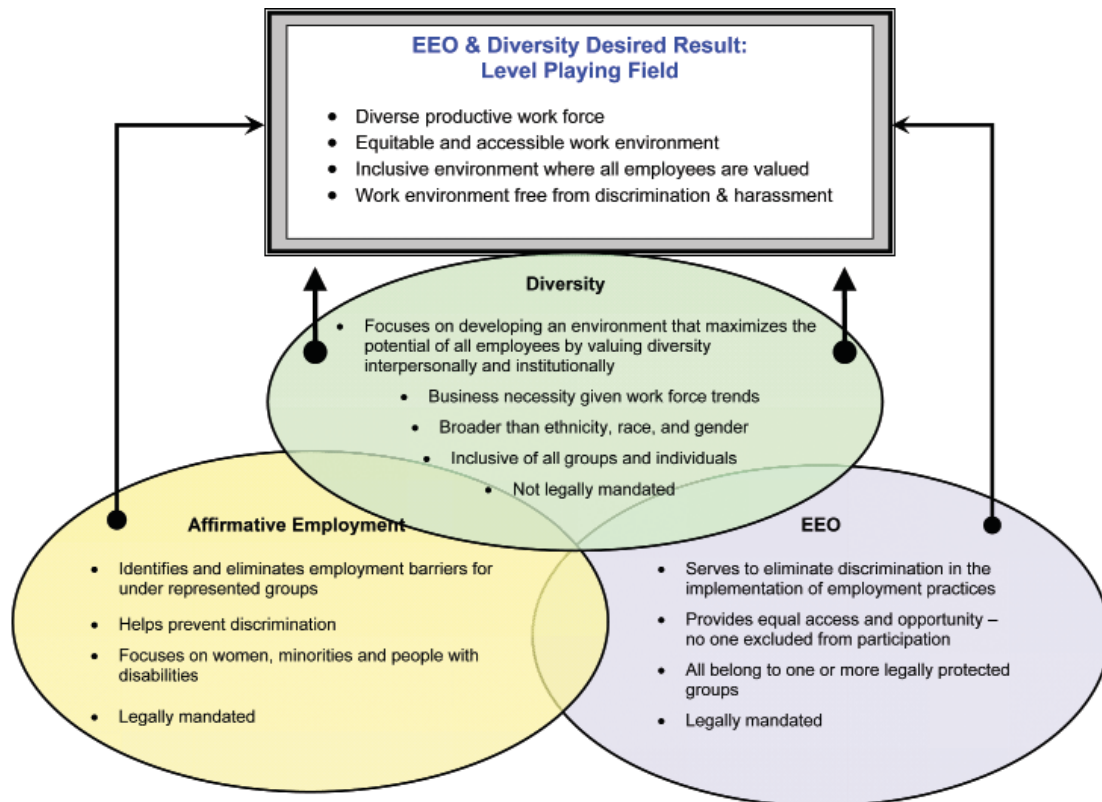 EEO & Diversity Desired Result:
Level Playing Field
• Diverse productive work force
• Equitable and accessible work environment
• Inclusive environment where all employees are valued
• Work environment free from discrimination & harassment
Diversity
• Focuses on developing an environment that maximizes the
potential of all employees by valuing diversity
interpersonally and institutionally
• Business necessity given work force trends
• Broader than ethnicity, race, and gender
• Inclusive of all groups and individuals
• Not legally mandated
Affirmative Employment
• Identifies and eliminates employment barriers for
under represented groups
• Helps prevent discrimination
• Focuses on women, minorities and people with
disabilities
• Legally mandated
EEO
• Serves to eliminate discrimination in the
implementation of employment practices
• Provides equal access and opportunity –
no one excluded from participation
• All belong to one or more legally protected
groups
• Legally mandated